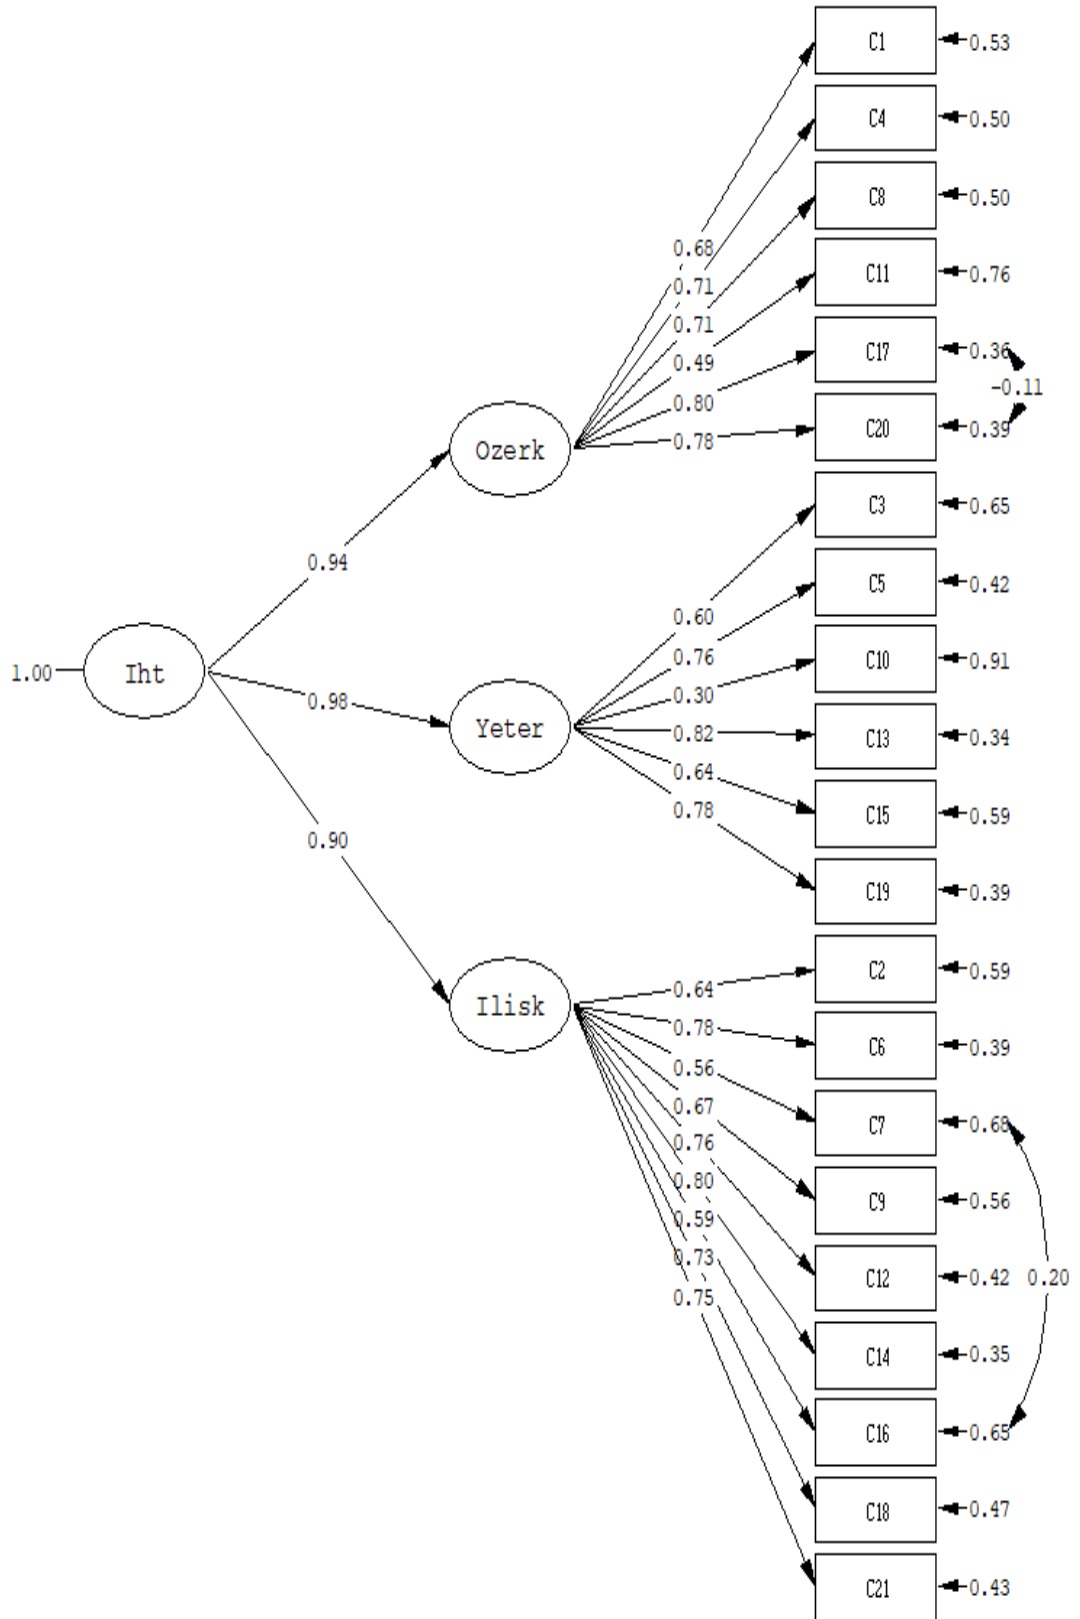 C1 0.53
C4 0.50
C8 0.50
0.68
C11 0.76
0.71
0.71
C17 0.36
0.49
-0.11
0.80
C20 0.39
0.78
Ozerk
C3 0.65
0.94
C5 0.42
0.60
0.76
C10 0.91
1.00 Iht
0.30
0.98
Yeter 0.82 C13 0.34
0.64
0.78
C15 0.59
0.90
C19 0.39
C2 0.59
0.64
Ilisk
0.78
C6 0.39
0.56
0.67
C7 0.68
0.76
0.80
C9 0.56
0.59
0.73
C12 0.42 0.20
0.75
C14 0.35
C16 0.65
C18 0.47
C21 0.43